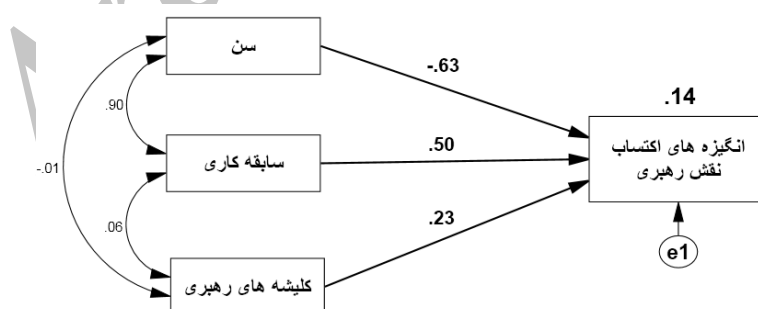 سن
-.63
.14
.90
انگیزه های اکتساب
نقش رهبری
سابقه کاری
.50
-.01
.23
.06
e1
کلیشه های رهبری